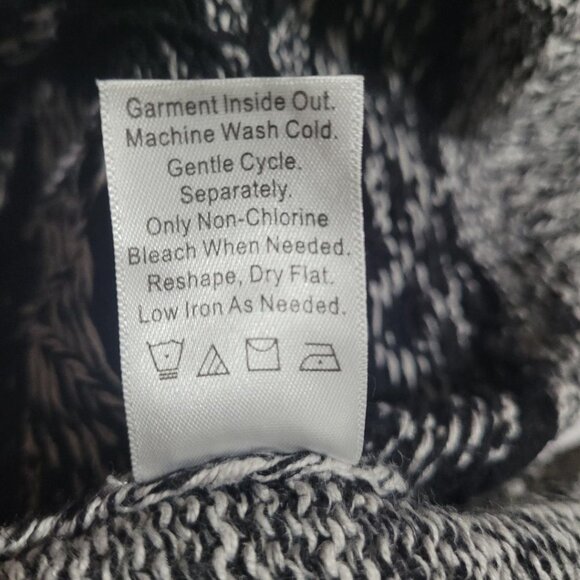 Garment Inside Out.
Machine Wash Cold.
Gentle Cycle.
Separately.
Only Non-Chlorine
Bleach When Needed.
Reshape, Dry Flat.
Low Iron As Needed.